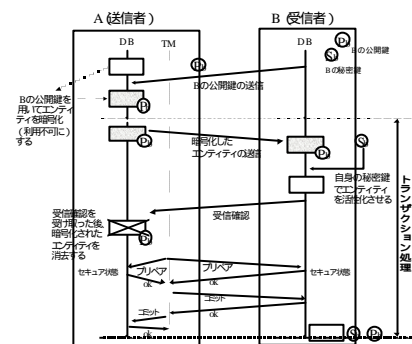 A (送信者)
B (受信者)
DB
TM
DB
Bの公開鍵
Bの秘密鍵
Bの公開鍵の送信
Bの公開鍵を
用いてエンティ
ティを暗号化
(利用不可に)
する
暗号化した
エンティティの送信
自身の秘密鍵
でエンティティ
を活性化させる
受信確認を
受け取った後、
暗号化された
エンティティを
消去する
受信確認
セキュア状態
プリペア
プリペア
セキュア状態
ok
ok
コミット
コミット
ok
ok
トランザクション処理